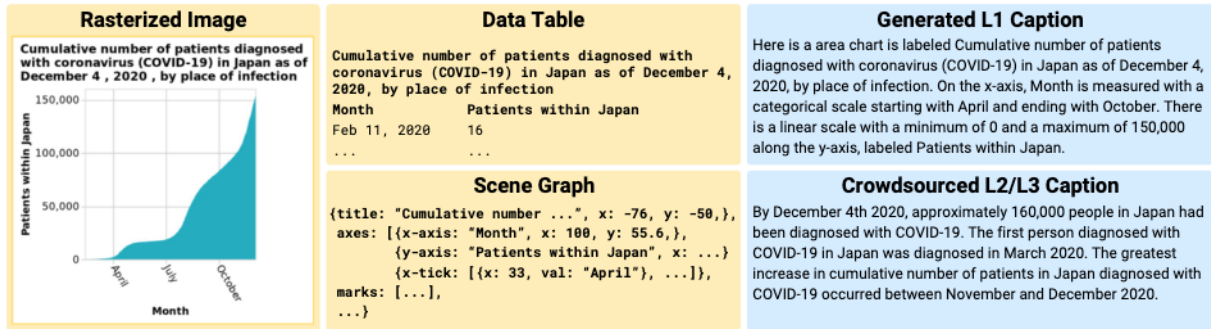 Rasterized Image
Cumulative number of patients diagnosed
with coronavirus (COVID-19) in Japan as of
December 4 , 2020 , by place of infection
150,000
100,000
50,000
0
Patients within Japan
April
July
October
Month
Data Table
Cumulative number of patients diagnosed with
coronavirus (COVID-19) in Japan as of December 4,
2020, by place of infection
Month Patients within Japan
Feb 11, 2020 16
... ...
Scene Graph
{title: "Cumulative number ...", x: -76, y: -50,},
axes: [{x-axis: "Month", x: 100, y: 55.6,},
{y-axis: "Patients within Japan", x: ...}
{x-tick: [{x: 33, val: "April"}, ...]},
marks: [...],
...}
Generated L1 Caption
Here is a area chart is labeled Cumulative number of patients
diagnosed with coronavirus (COVID-19) in Japan as of December 4,
2020, by place of infection. On the x-axis, Month is measured with a
categorical scale starting with April and ending with October. There
is a linear scale with a minimum of 0 and a maximum of 150,000
along the y-axis, labeled Patients within Japan.
Crowdsourced L2/L3 Caption
By December 4th 2020, approximately 160,000 people in Japan had
been diagnosed with COVID. The first person diagnosed with
COVID-19 in Japan was diagnosed in March 2020. The greatest
increase in cumulative number of patients in Japan diagnosed with
COVID-19 occurred between November and December 2020.